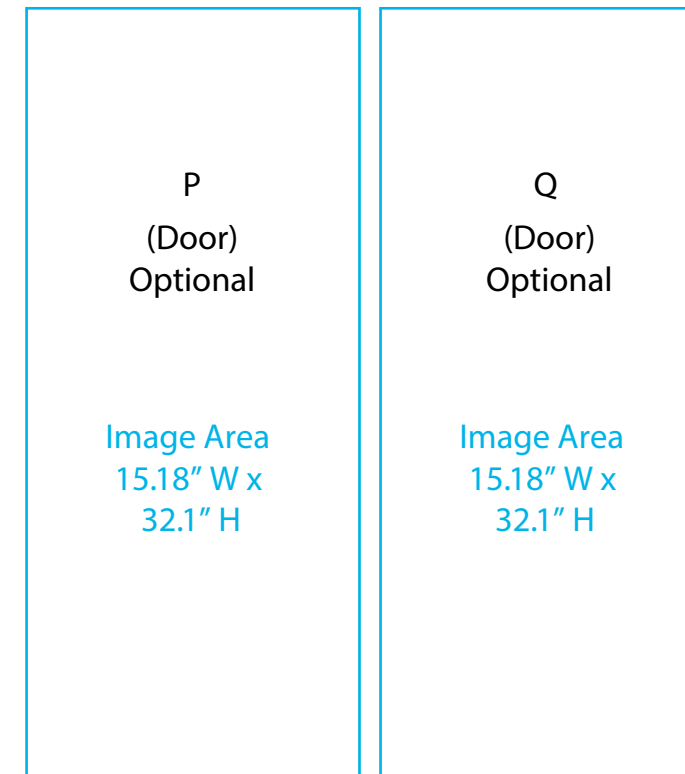 P
(Door)
Optional
Image Area
15.18” W x
32.1” H
Q
(Door)
Optional
Image Area
15.18” W x
32.1” H